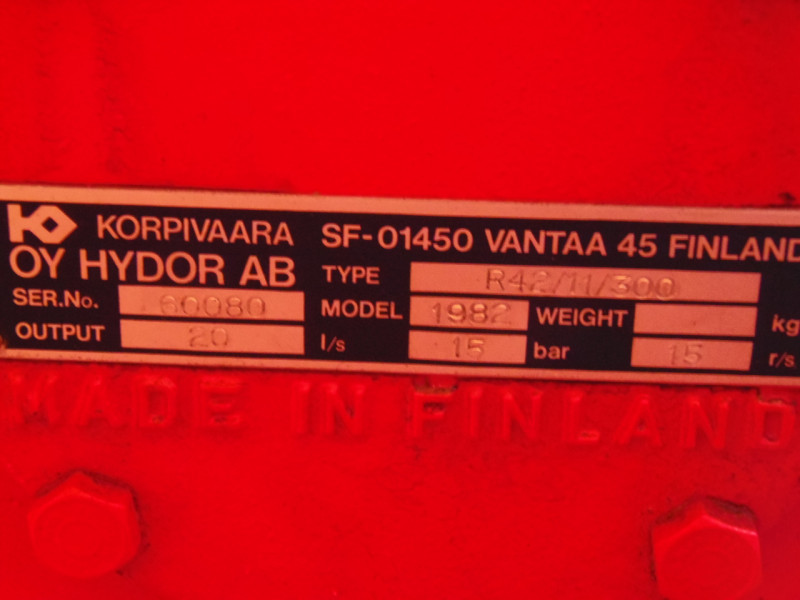 KORPIVAARA SF-01450 VANTAA 45 FINLAND
OY HYDOR AB TYPE R42/11/300
SER.No. 60080 MODEL 1982 WEIGHT kg
OUTPUT 20 l/s 15 bar 15 r/s
MADE IN FINLAND